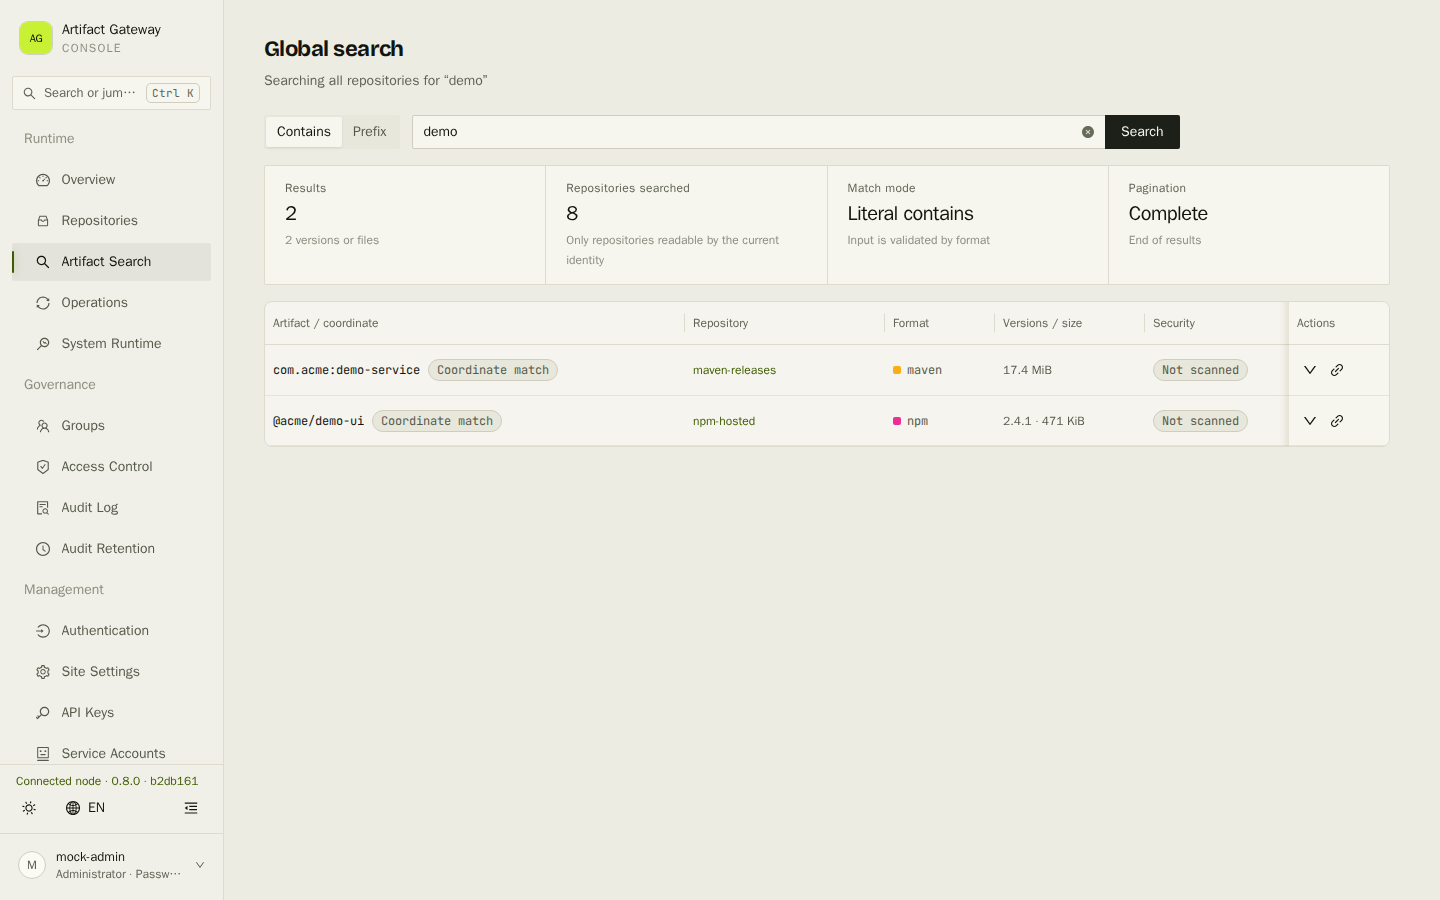 AG
Artifact Gateway
CONSOLE
Search or jum···
Ctrl K
Runtime
Overview
Repositories
Artifact Search
Operations
System Runtime
Governance
Groups
Access Control
Audit Log
Audit Retention
Management
Authentication
Site Settings
API Keys
Service Accounts
Connected node · 0.8.0 · b2db161
EN
M
mock-admin
Administrator · Passw···
Global search
Searching all repositories for “demo”
Contains
Prefix
demo
Search
Results
2
2 versions or files
Repositories searched
8
Only repositories readable by the current
identity
Match mode
Literal contains
Input is validated by format
Pagination
Complete
End of results
Artifact / coordinate
Repository
Format
Versions / size
Security
Actions
com.acme:demo-service
Coordinate match
maven-releases
maven
17.4 MiB
Not scanned
@acme/demo-ui
Coordinate match
npm-hosted
npm
2.4.1 · 471 KiB
Not scanned